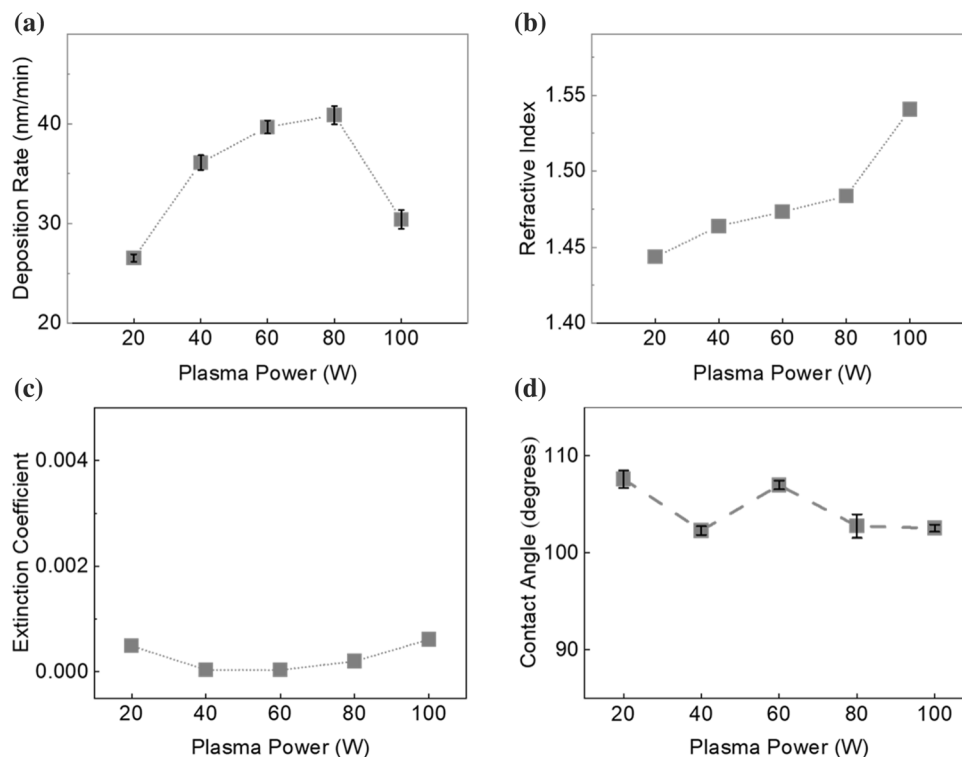 (a)
Deposition Rate (nm/min)
40
30
20
20 40 60 80 100
Plasma Power (W)
(b)
Refractive Index
1.55
1.50
1.45
1.40
20 40 60 80 100
Plasma Power (W)
(c)
Extinction Coefficient
0.004
0.002
0.000
20 40 60 80 100
Plasma Power (W)
(d)
Contact Angle (degrees)
110
100
90
20 40 60 80 100
Plasma Power (W)